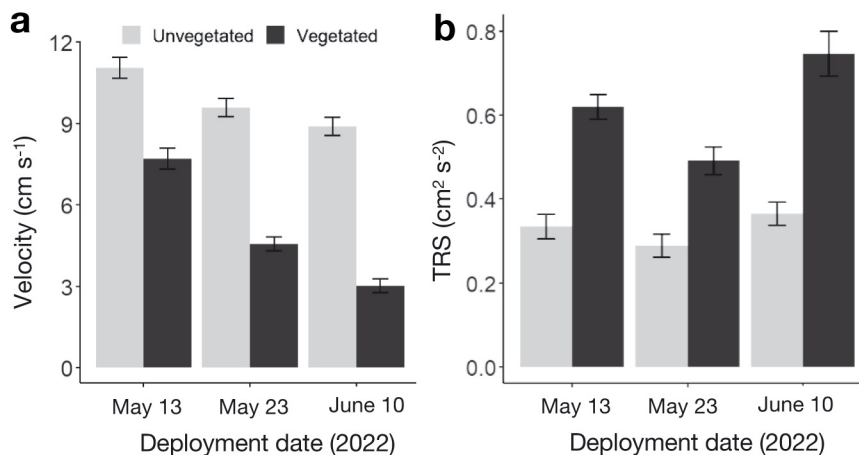 a
Unvegetated Vegetated
12
9
6
3
0
Velocity (cm s⁻¹)
May 13 May 23 June 10
Deployment date (2022)
b
0.8
0.6
0.4
0.2
0.0
TRS (cm² s⁻²)
May 13 May 23 June 10
Deployment date (2022)